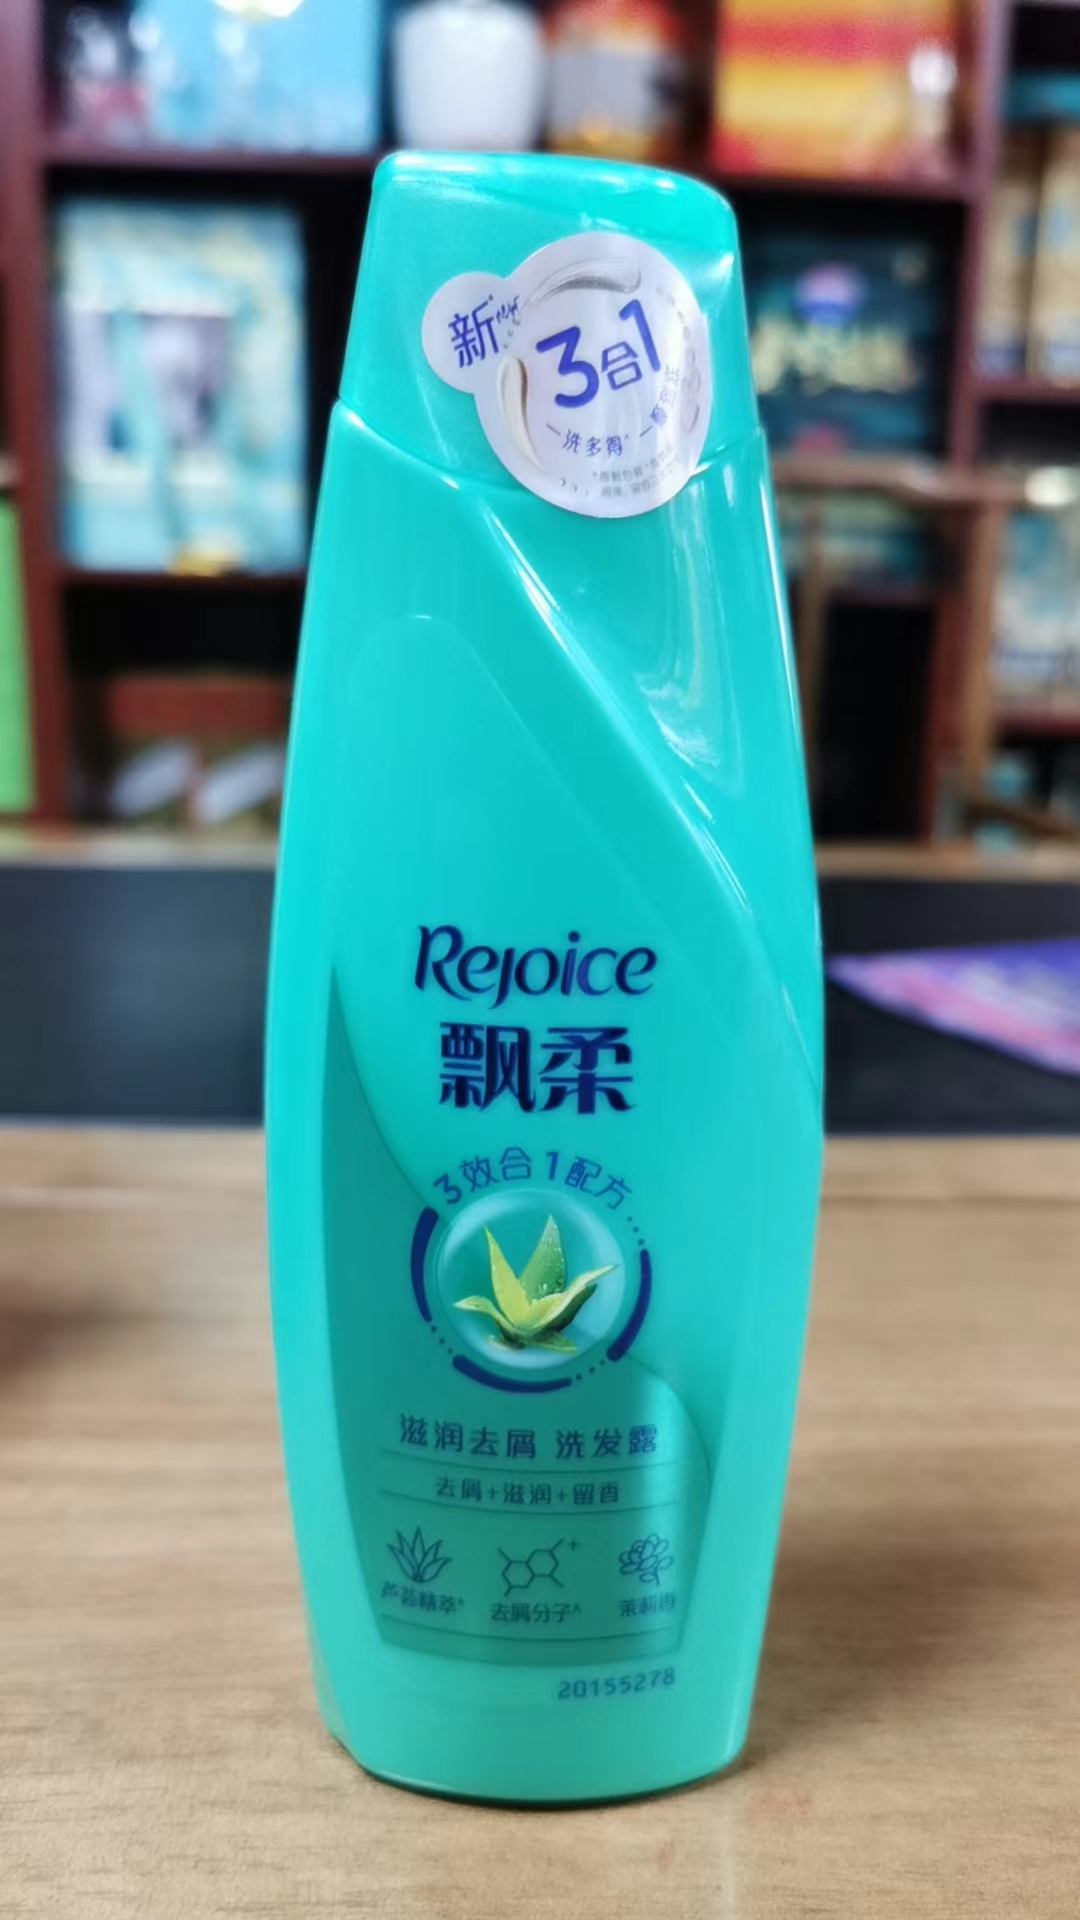 新
3合1
一洗多得
Rejoice
飘柔
3效合1配方
滋润去屑 洗发露
去屑+滋润+留香
芦荟精萃* 去屑分子^ 茉莉香
20155278